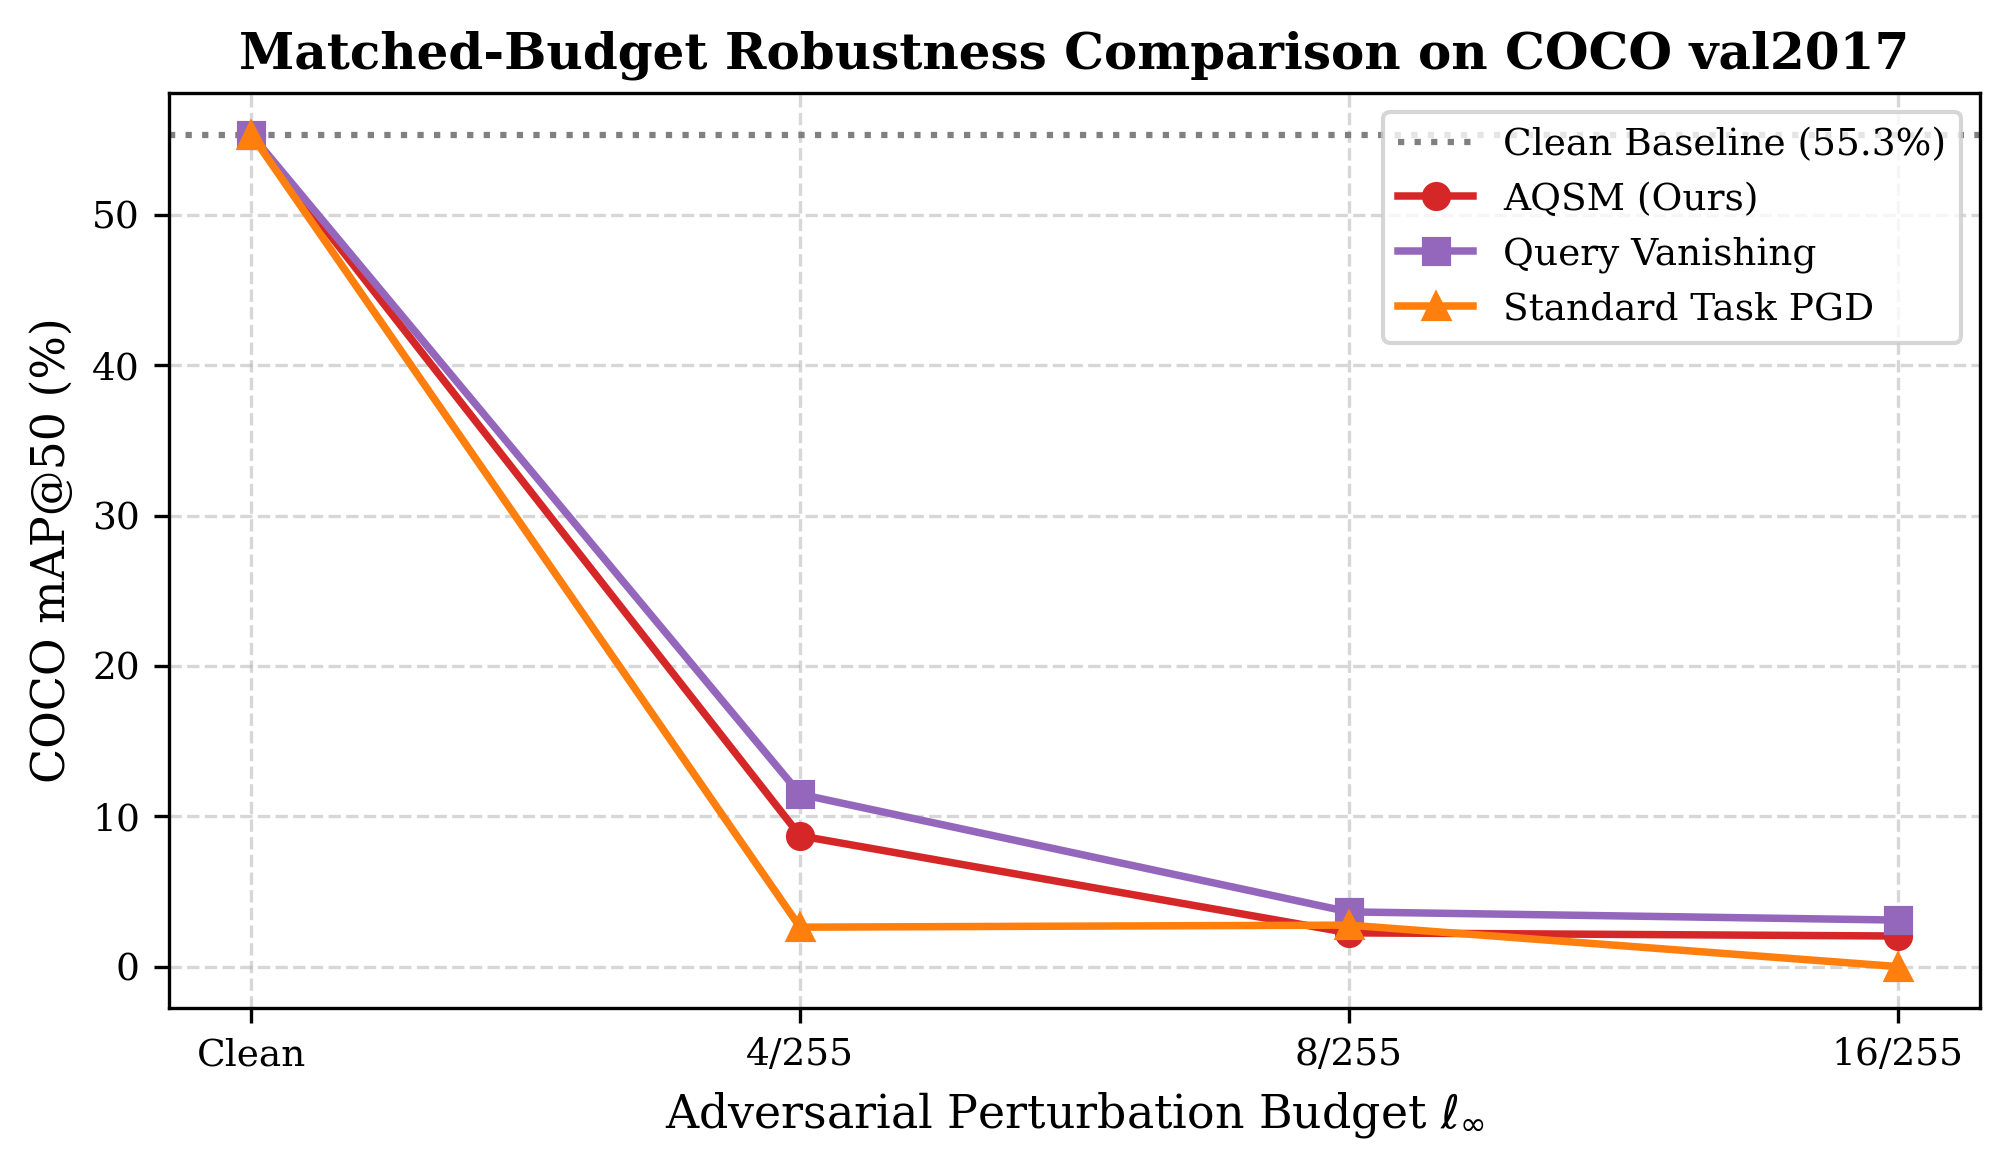 Matched-Budget Robustness Comparison on COCO val2017
Clean Baseline (55.3%)
AQSM (Ours)
Query Vanishing
Standard Task PGD
COCO mAP@50 (%)
50
40
30
20
10
0
Clean
4/255
8/255
16/255
Adversarial Perturbation Budget ℓ∞